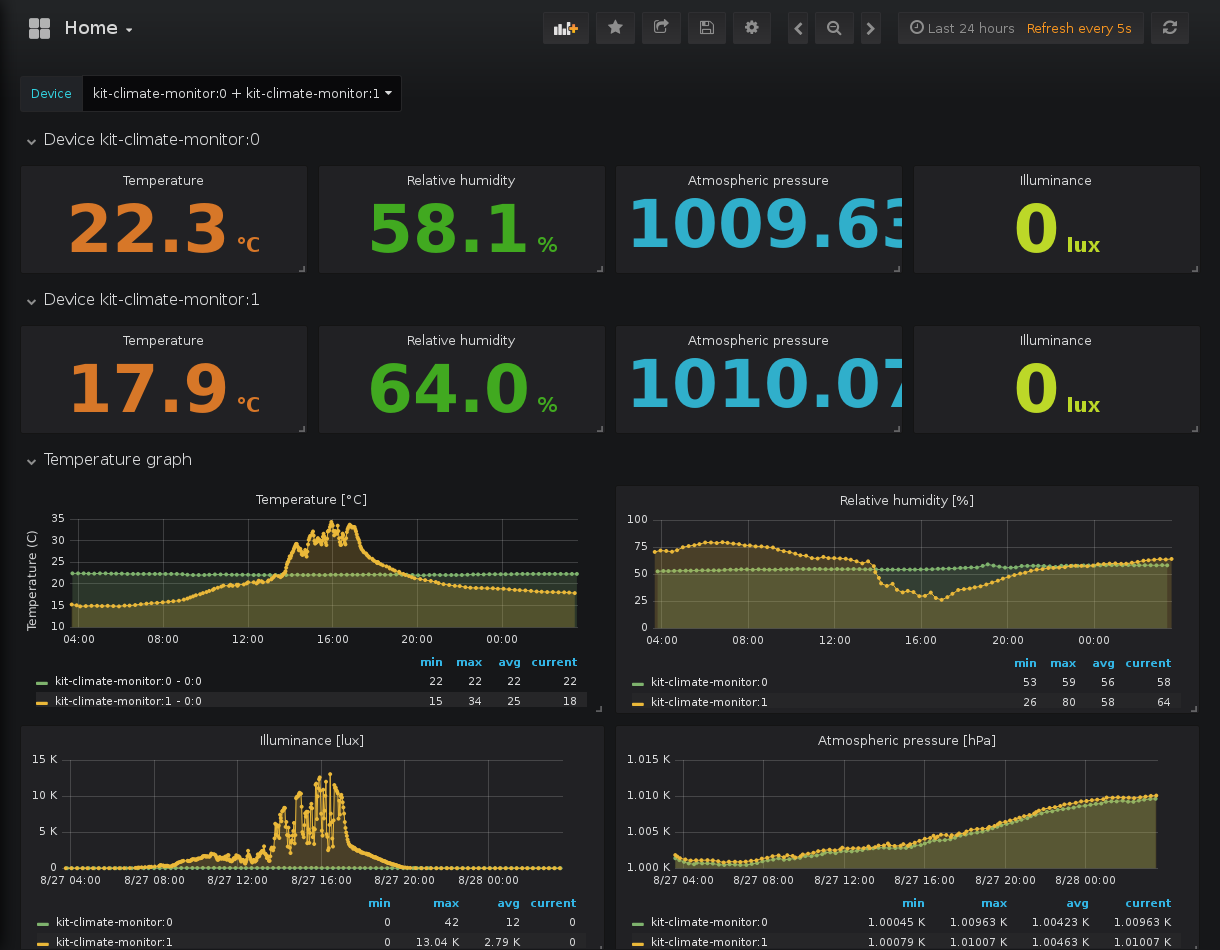 Home
Last 24 hours Refresh every 5s
Device kit-climate-monitor:0 + kit-climate-monitor:1
Device kit-climate-monitor:0
Temperature Relative humidity Atmospheric pressure Illuminance
22.3 °C 58.1 % 1009.63 0 lux
Device kit-climate-monitor:1
Temperature Relative humidity Atmospheric pressure Illuminance
17.9 °C 64.0 % 1010.07 0 lux
Temperature graph
Temperature [°C]
Temperature (C)
35
30
25
20
15
10
04:00 08:00 12:00 16:00 20:00 00:00
min max avg current
kit-climate-monitor:0 - 0:0 22 22 22 22
kit-climate-monitor:1 - 0:0 15 34 25 18
Relative humidity [%]
100
75
50
25
0
04:00 08:00 12:00 16:00 20:00 00:00
min max avg current
kit-climate-monitor:0 53 59 56 58
kit-climate-monitor:1 26 80 58 64
Illuminance [lux]
15 K
10 K
5 K
0
8/27 04:00 8/27 08:00 8/27 12:00 8/27 16:00 8/27 20:00 8/28 00:00
min max avg current
kit-climate-monitor:0 0 42 12 0
kit-climate-monitor:1 0 13.04 K 2.79 K 0
Atmospheric pressure [hPa]
1.015 K
1.010 K
1.005 K
1.000 K
8/27 04:00 8/27 08:00 8/27 12:00 8/27 16:00 8/27 20:00 8/28 00:00
min max avg current
kit-climate-monitor:0 1.00045 K 1.00963 K 1.00423 K 1.00963 K
kit-climate-monitor:1 1.00079 K 1.01007 K 1.00463 K 1.01007 K